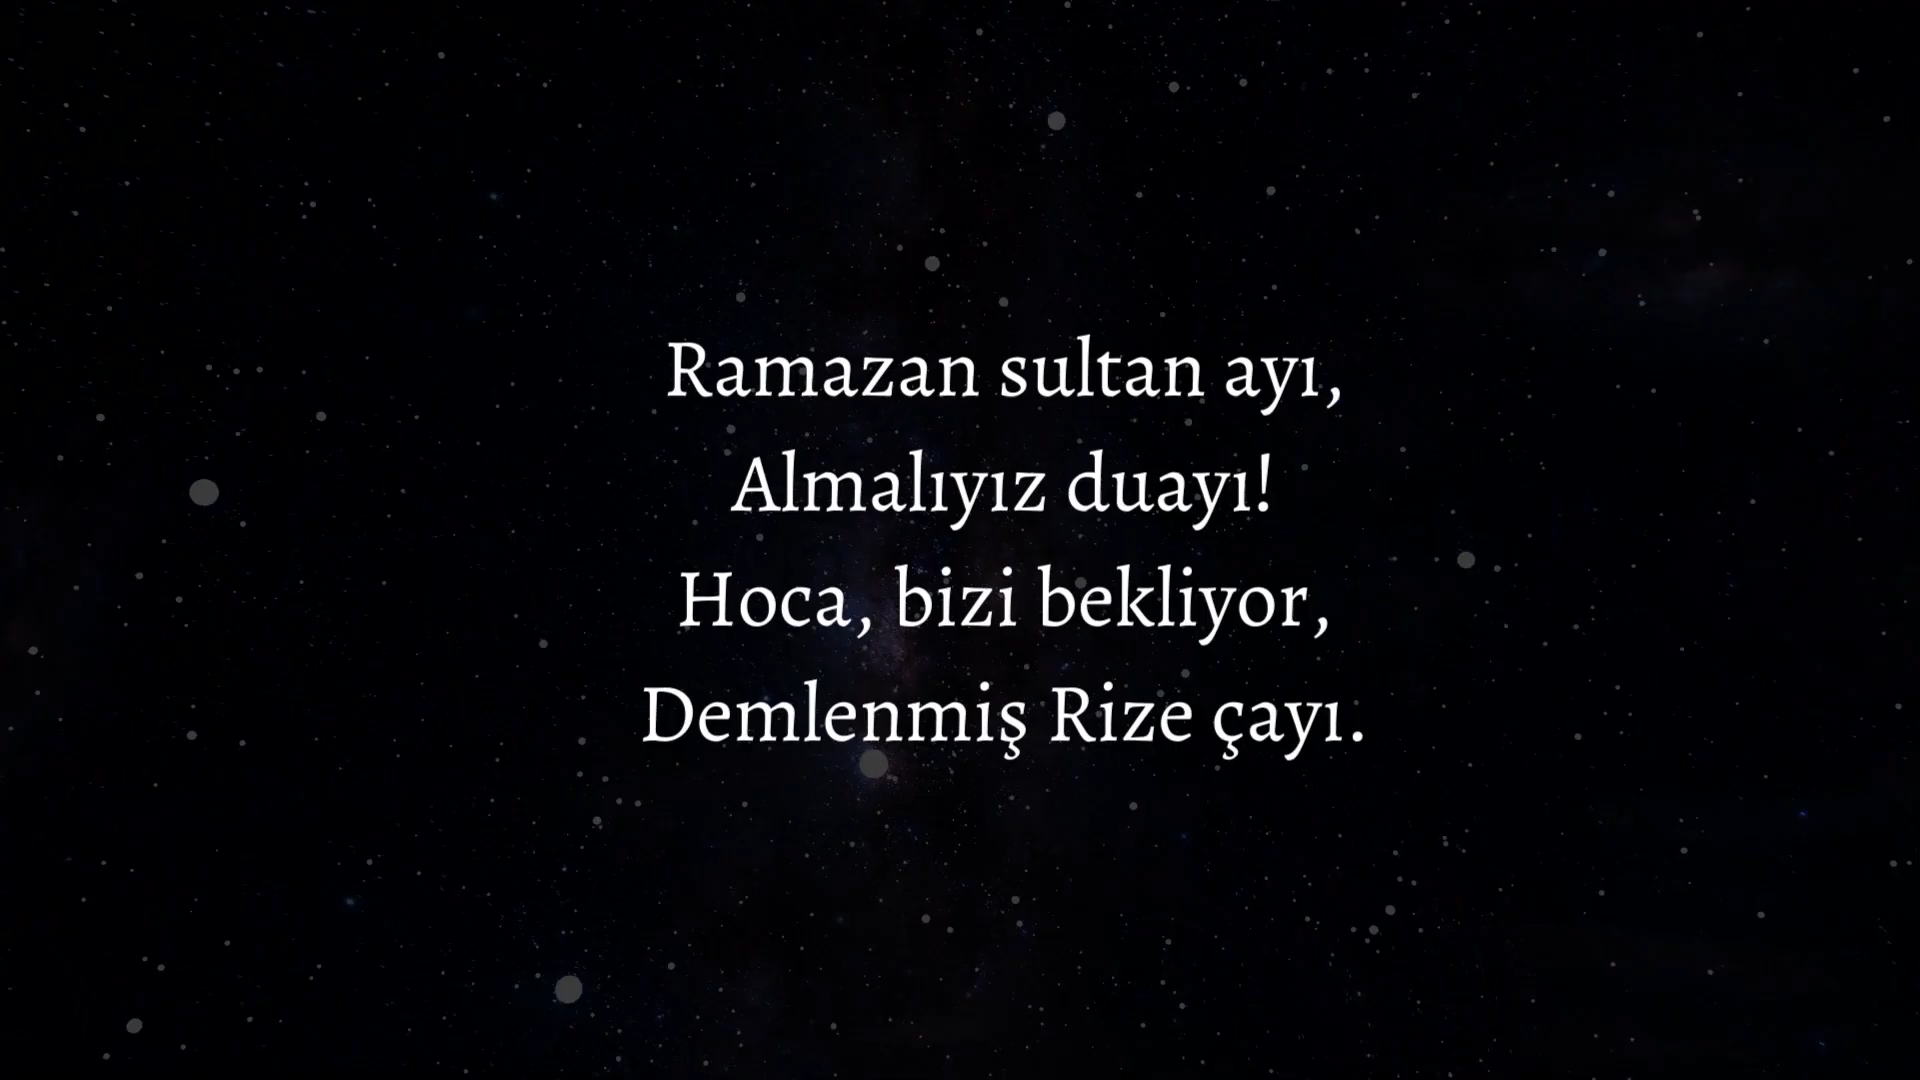 Ramazan sultan ayı,
Almalıyız duayı!
Hoca, bizi bekliyor,
Demlenmiş Rize çayı.